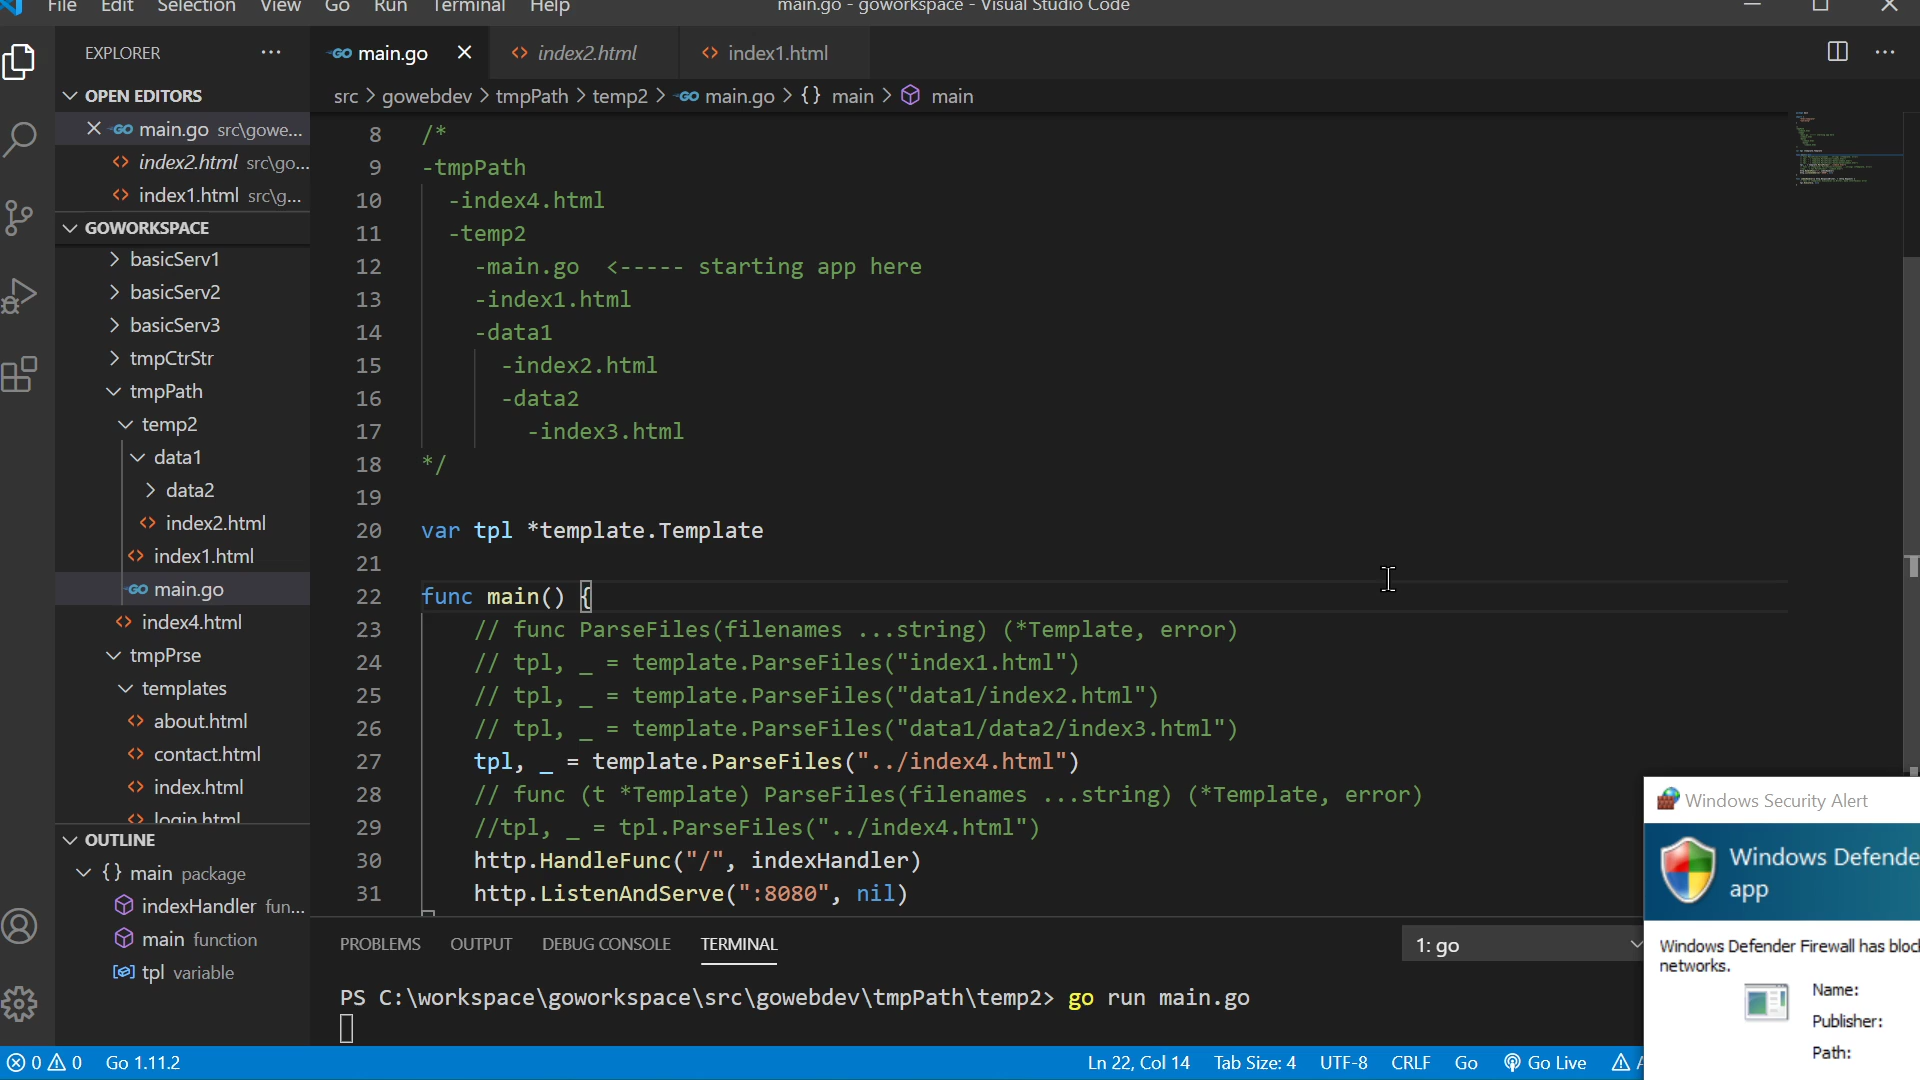 File Edit Selection View Go Run Terminal Help main.go - goworkspace - Visual Studio Code
EXPLORER ···
GO main.go index2.html index1.html
OPEN EDITORS
src > gowebdev > tmpPath > temp2 > GO main.go > {} main > main
GO main.go src\gowe...
index2.html src\go...
index1.html src\g...
GOWORKSPACE
basicServ1
basicServ2
basicServ3
tmpCtrStr
tmpPath
temp2
data1
data2
index2.html
index1.html
GO main.go
index4.html
tmpPrse
templates
about.html
contact.html
index.html
login.html
OUTLINE
{} main package
indexHandler fun...
main function
tpl variable
8 /*
9 -tmpPath
10 -index4.html
11 -temp2
12 -main.go <----- starting app here
13 -index1.html
14 -data1
15 -index2.html
16 -data2
17 -index3.html
18 */
19
20 var tpl *template.Template
21
22 func main() {
23 // func ParseFiles(filenames ...string) (*Template, error)
24 // tpl, _ = template.ParseFiles("index1.html")
25 // tpl, _ = template.ParseFiles("data1/index2.html")
26 // tpl, _ = template.ParseFiles("data1/data2/index3.html")
27 tpl, _ = template.ParseFiles("../index4.html")
28 // func (t *Template) ParseFiles(filenames ...string) (*Template, error)
29 //tpl, _ = tpl.ParseFiles("../index4.html")
30 http.HandleFunc("/", indexHandler)
31 http.ListenAndServe(":8080", nil)
PROBLEMS OUTPUT DEBUG CONSOLE TERMINAL 1: go
PS C:\workspace\goworkspace\src\gowebdev\tmpPath\temp2> go run main.go
Windows Security Alert
Windows Defende
app
Windows Defender Firewall has block
networks.
Name:
Publisher:
Path:
0 0 Go 1.11.2 Ln 22, Col 14 Tab Size: 4 UTF-8 CRLF Go Go Live